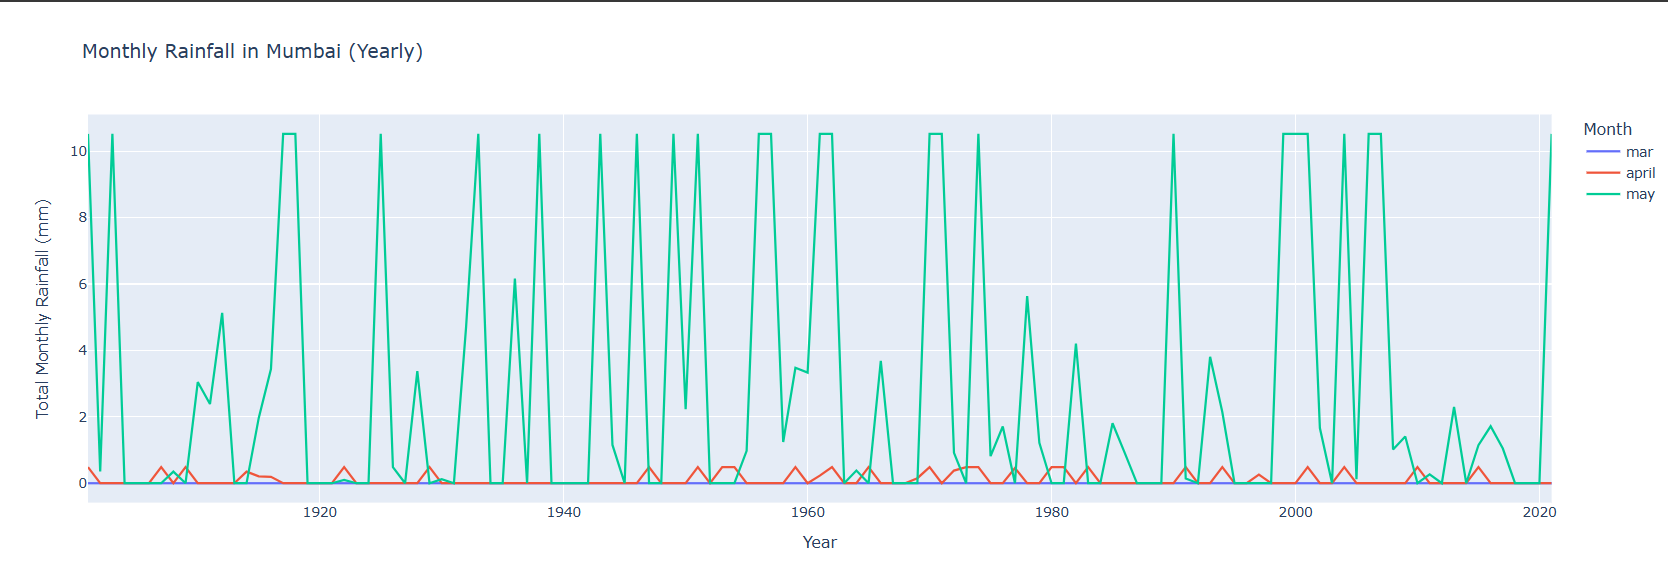 Monthly Rainfall in Mumbai (Yearly)
Month
mar
april
may
Total Monthly Rainfall (mm)
10
8
6
4
2
0
1920
1940
1960
1980
2000
2020
Year